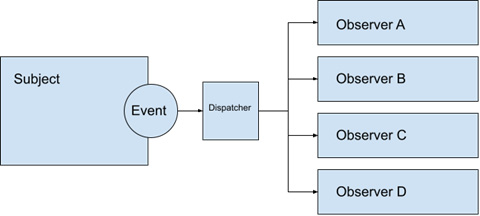 Subject
Event
Dispatcher
Observer A
Observer B
Observer C
Observer D